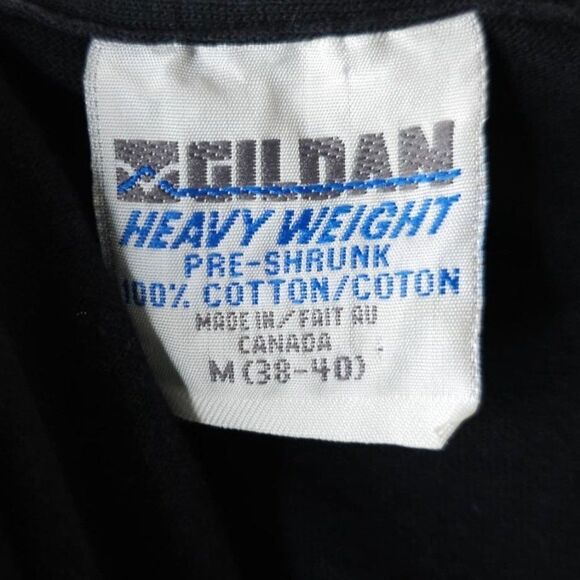 GILDAN
HEAVY WEIGHT
PRE-SHRUNK
100% COTTON/COTON
MADE IN/FAIT AU
CANADA
M (38-40)